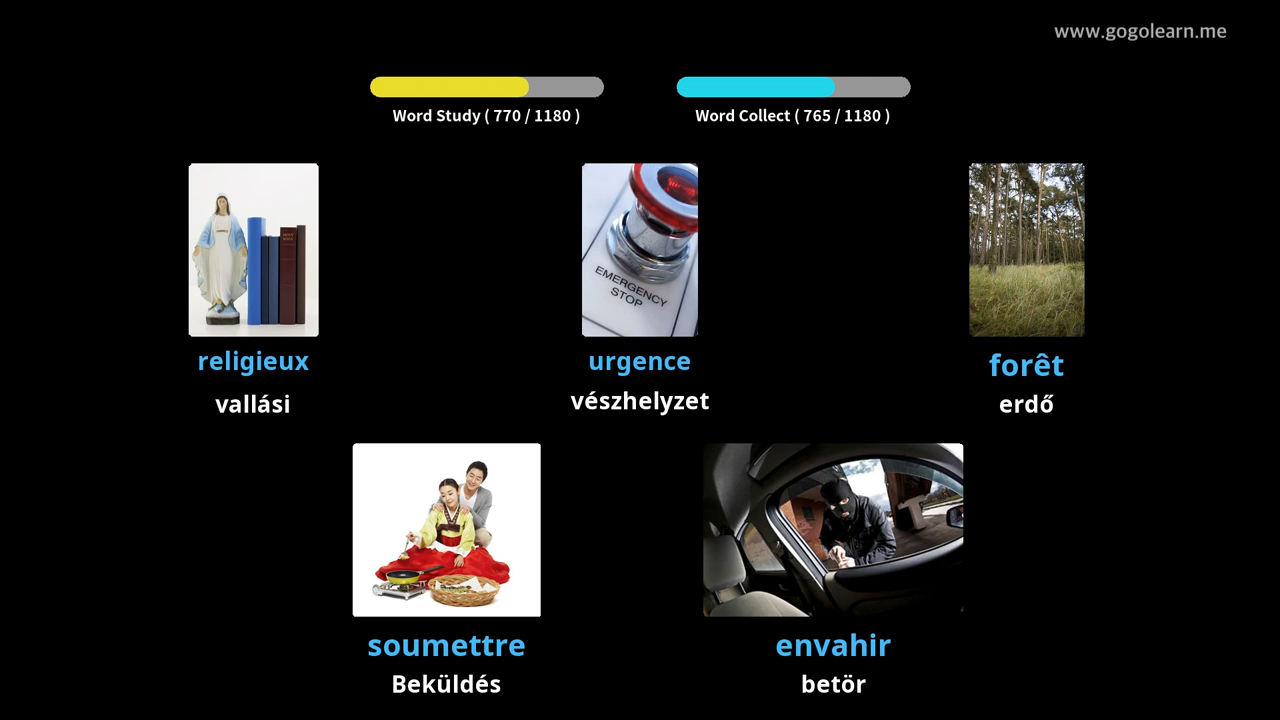 www.gogolearn.me
Word Study ( 770 / 1180 )
Word Collect ( 765 / 1180 )
EMERGENCY
STOP
religieux
urgence
forêt
vallási
vészhelyzet
erdő
soumettre
envahir
Beküldés
betör